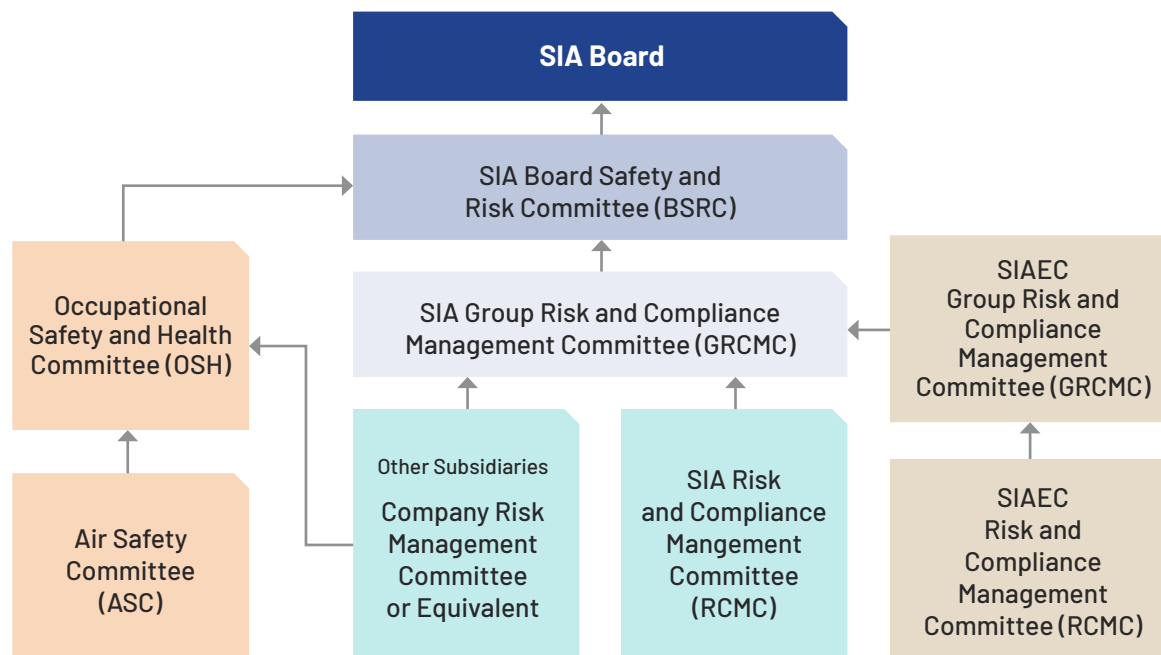 SIA Board
SIA Board Safety and
Risk Committee (BSRC)
Occupational
Safety and Health
Committee (OSH)
SIA Group Risk and Compliance
Management Committee (GRCMC)
SIAEC
Group Risk and
Compliance
Management
Committee (GRCMC)
Air Safety
Committee
(ASC)
Other Subsidiaries
Company Risk
Management
Committee
or Equivalent
SIA Risk
and Compliance
Mangement
Committee
(RCMC)
SIAEC
Risk and
Compliance
Management
Committee (RCMC)